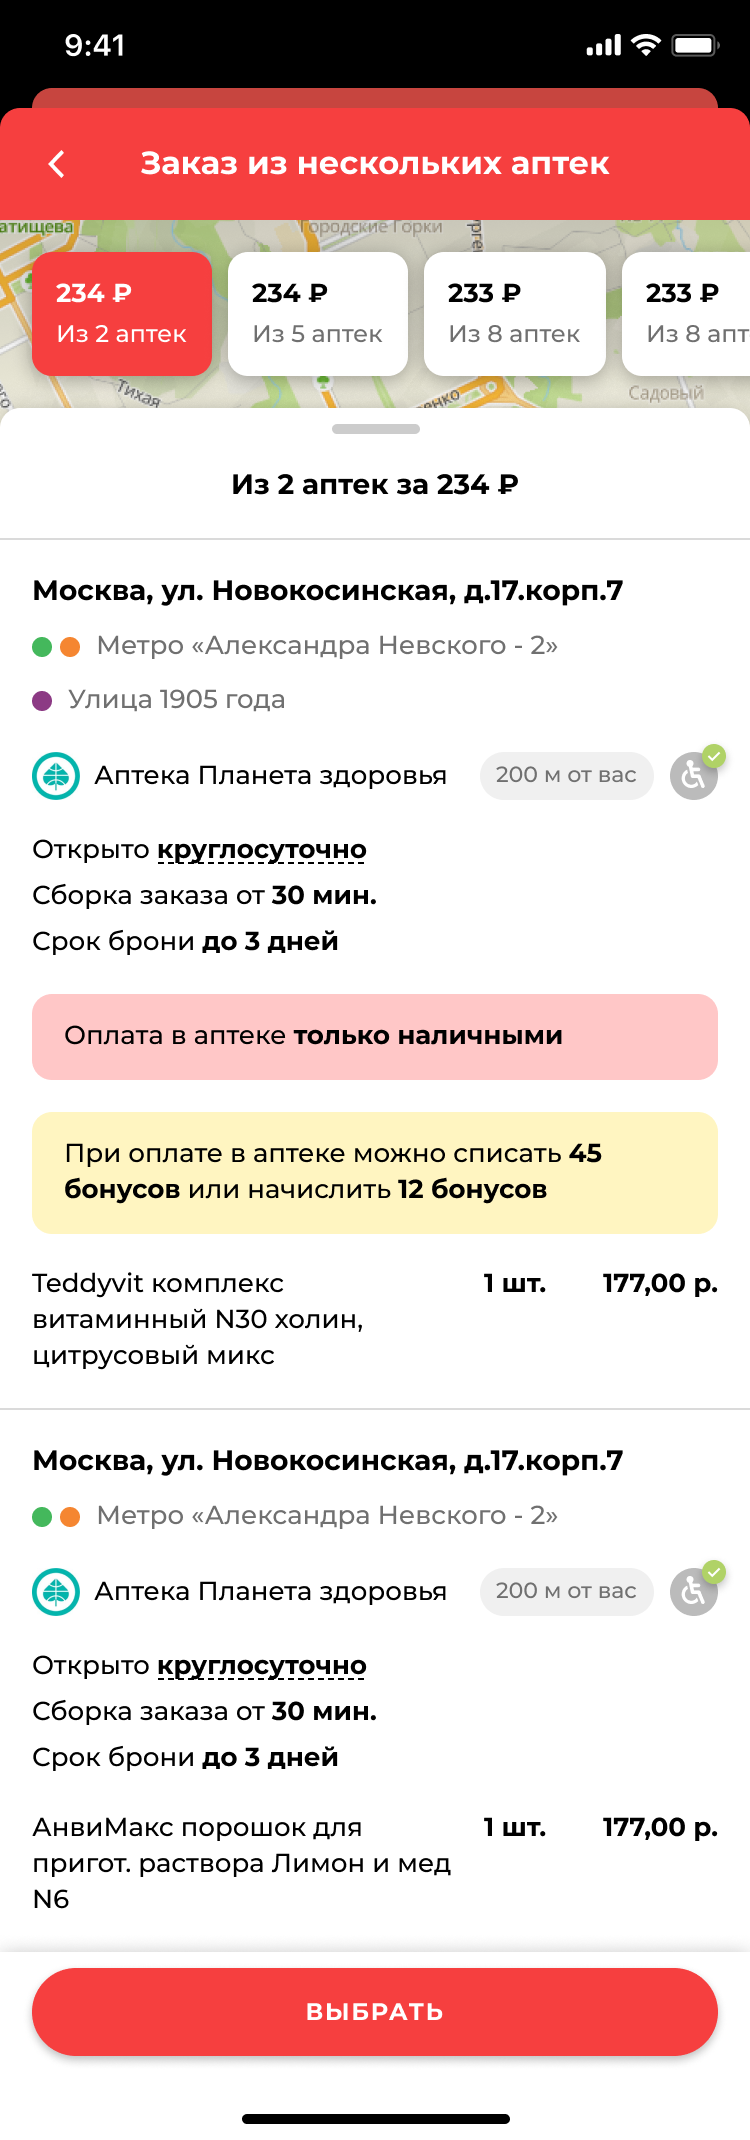 9:41
Заказ из нескольких аптек
атищева
Городские Горки
234 ₽
Из 2 аптек
234 ₽
Из 5 аптек
233 ₽
Из 8 аптек
233 ₽
Из 8 апт
Тихая
енко
Садовый
Из 2 аптек за 234 ₽
Москва, ул. Новокосинская, д.17.корп.7
Метро «Александра Невского - 2»
Улица 1905 года
Аптека Планета здоровья
200 м от вас
Открыто круглосуточно
Сборка заказа от 30 мин.
Срок брони до 3 дней
Оплата в аптеке только наличными
При оплате в аптеке можно списать 45
бонусов или начислить 12 бонусов
Teddyvit комплекс 1 шт. 177,00 р.
витаминный N30 холин,
цитрусовый микс
Москва, ул. Новокосинская, д.17.корп.7
Метро «Александра Невского - 2»
Аптека Планета здоровья
200 м от вас
Открыто круглосуточно
Сборка заказа от 30 мин.
Срок брони до 3 дней
АнвиМакс порошок для 1 шт. 177,00 р.
пригот. раствора Лимон и мед
N6
ВЫБРАТЬ